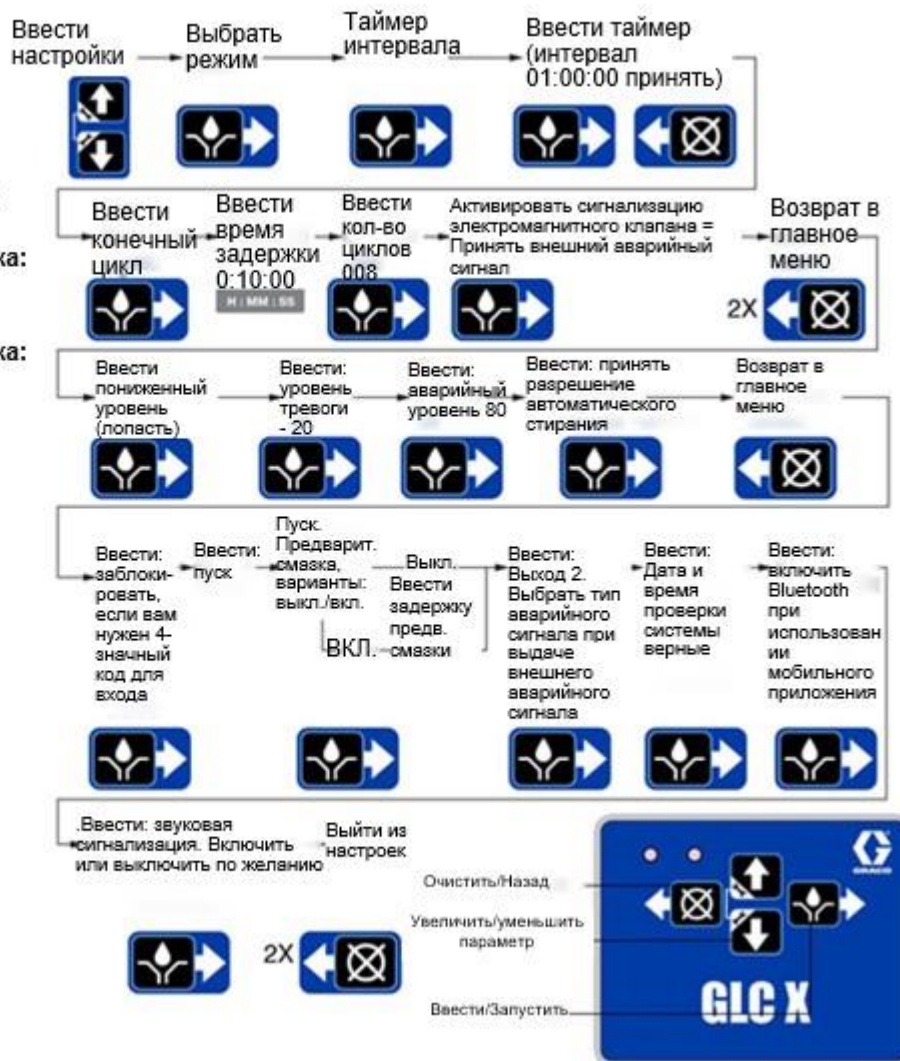 Ввести
настройки
Выбрать
режим
Таймер
интервала
Ввести таймер
(интервал
01:00:00 принять)
ка:
Ввести
конечный
цикл
Ввести
время
задержки
0:10:00
H : MM : SS
Ввести
кол-во
циклов
008
Активировать сигнализацию
электромагнитного клапана =
Принять внешний аварийный
сигнал
Возврат в
главное
меню
2X
ка:
Ввести
пониженный
уровень
(лопасть)
Ввести:
уровень
тревоги
- 20
Ввести:
аварийный
уровень 80
Ввести: принять
разрешение
автоматического
стирания
Возврат в
главное
меню
Ввести:
заблоки-
ровать,
если вам
нужен 4-
значный
код для
входа
Ввести:
пуск
Пуск.
Предварит.
смазка,
варианты:
выкл./вкл.
ВКЛ.
Выкл.
Ввести
задержку
предв.
смазки
Ввести:
Выход 2.
Выбрать тип
аварийного
сигнала при
выдаче
внешнего
аварийного
сигнала
Ввести:
Дата и
время
проверки
системы
верные
Ввести:
включить
Bluetooth
при
использован
ии
мобильного
приложения
.Ввести: звуковая
сигнализация. Включить
или выключить по желанию
Выйти из
настроек
2X
Очистить/Назад
Увеличить/уменьшить
параметр
Ввести/Запустить
GRACO
GLC X